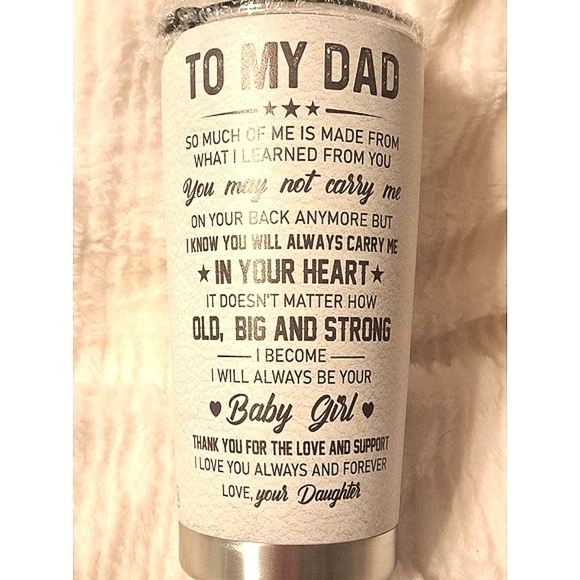 TO MY DAD
SO MUCH OF ME IS MADE FROM
WHAT I LEARNED FROM YOU
You may not carry me
ON YOUR BACK ANYMORE BUT
I KNOW YOU WILL ALWAYS CARRY ME
IN YOUR HEART
IT DOESN'T MATTER HOW
OLD, BIG AND STRONG
I BECOME
I WILL ALWAYS BE YOUR
Baby Girl
THANK YOU FOR THE LOVE AND SUPPORT
I LOVE YOU ALWAYS AND FOREVER
LOVE, your Daughter